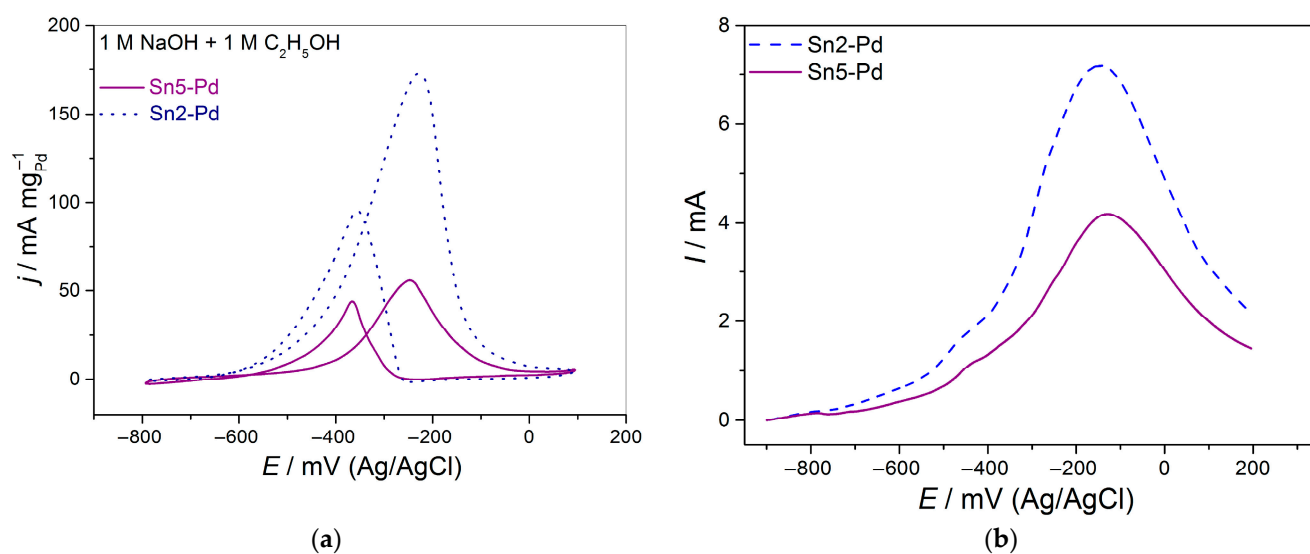 200
150
100
50
0
j / mA mg⁻¹Pd
1 M NaOH + 1 M C₂H₅OH
Sn5-Pd
Sn2-Pd
−800 −600 −400 −200 0 200
E / mV (Ag/AgCl)
(a)
8
6
4
2
0
I / mA
Sn2-Pd
Sn5-Pd
−800 −600 −400 −200 0 200
E / mV (Ag/AgCl)
(b)